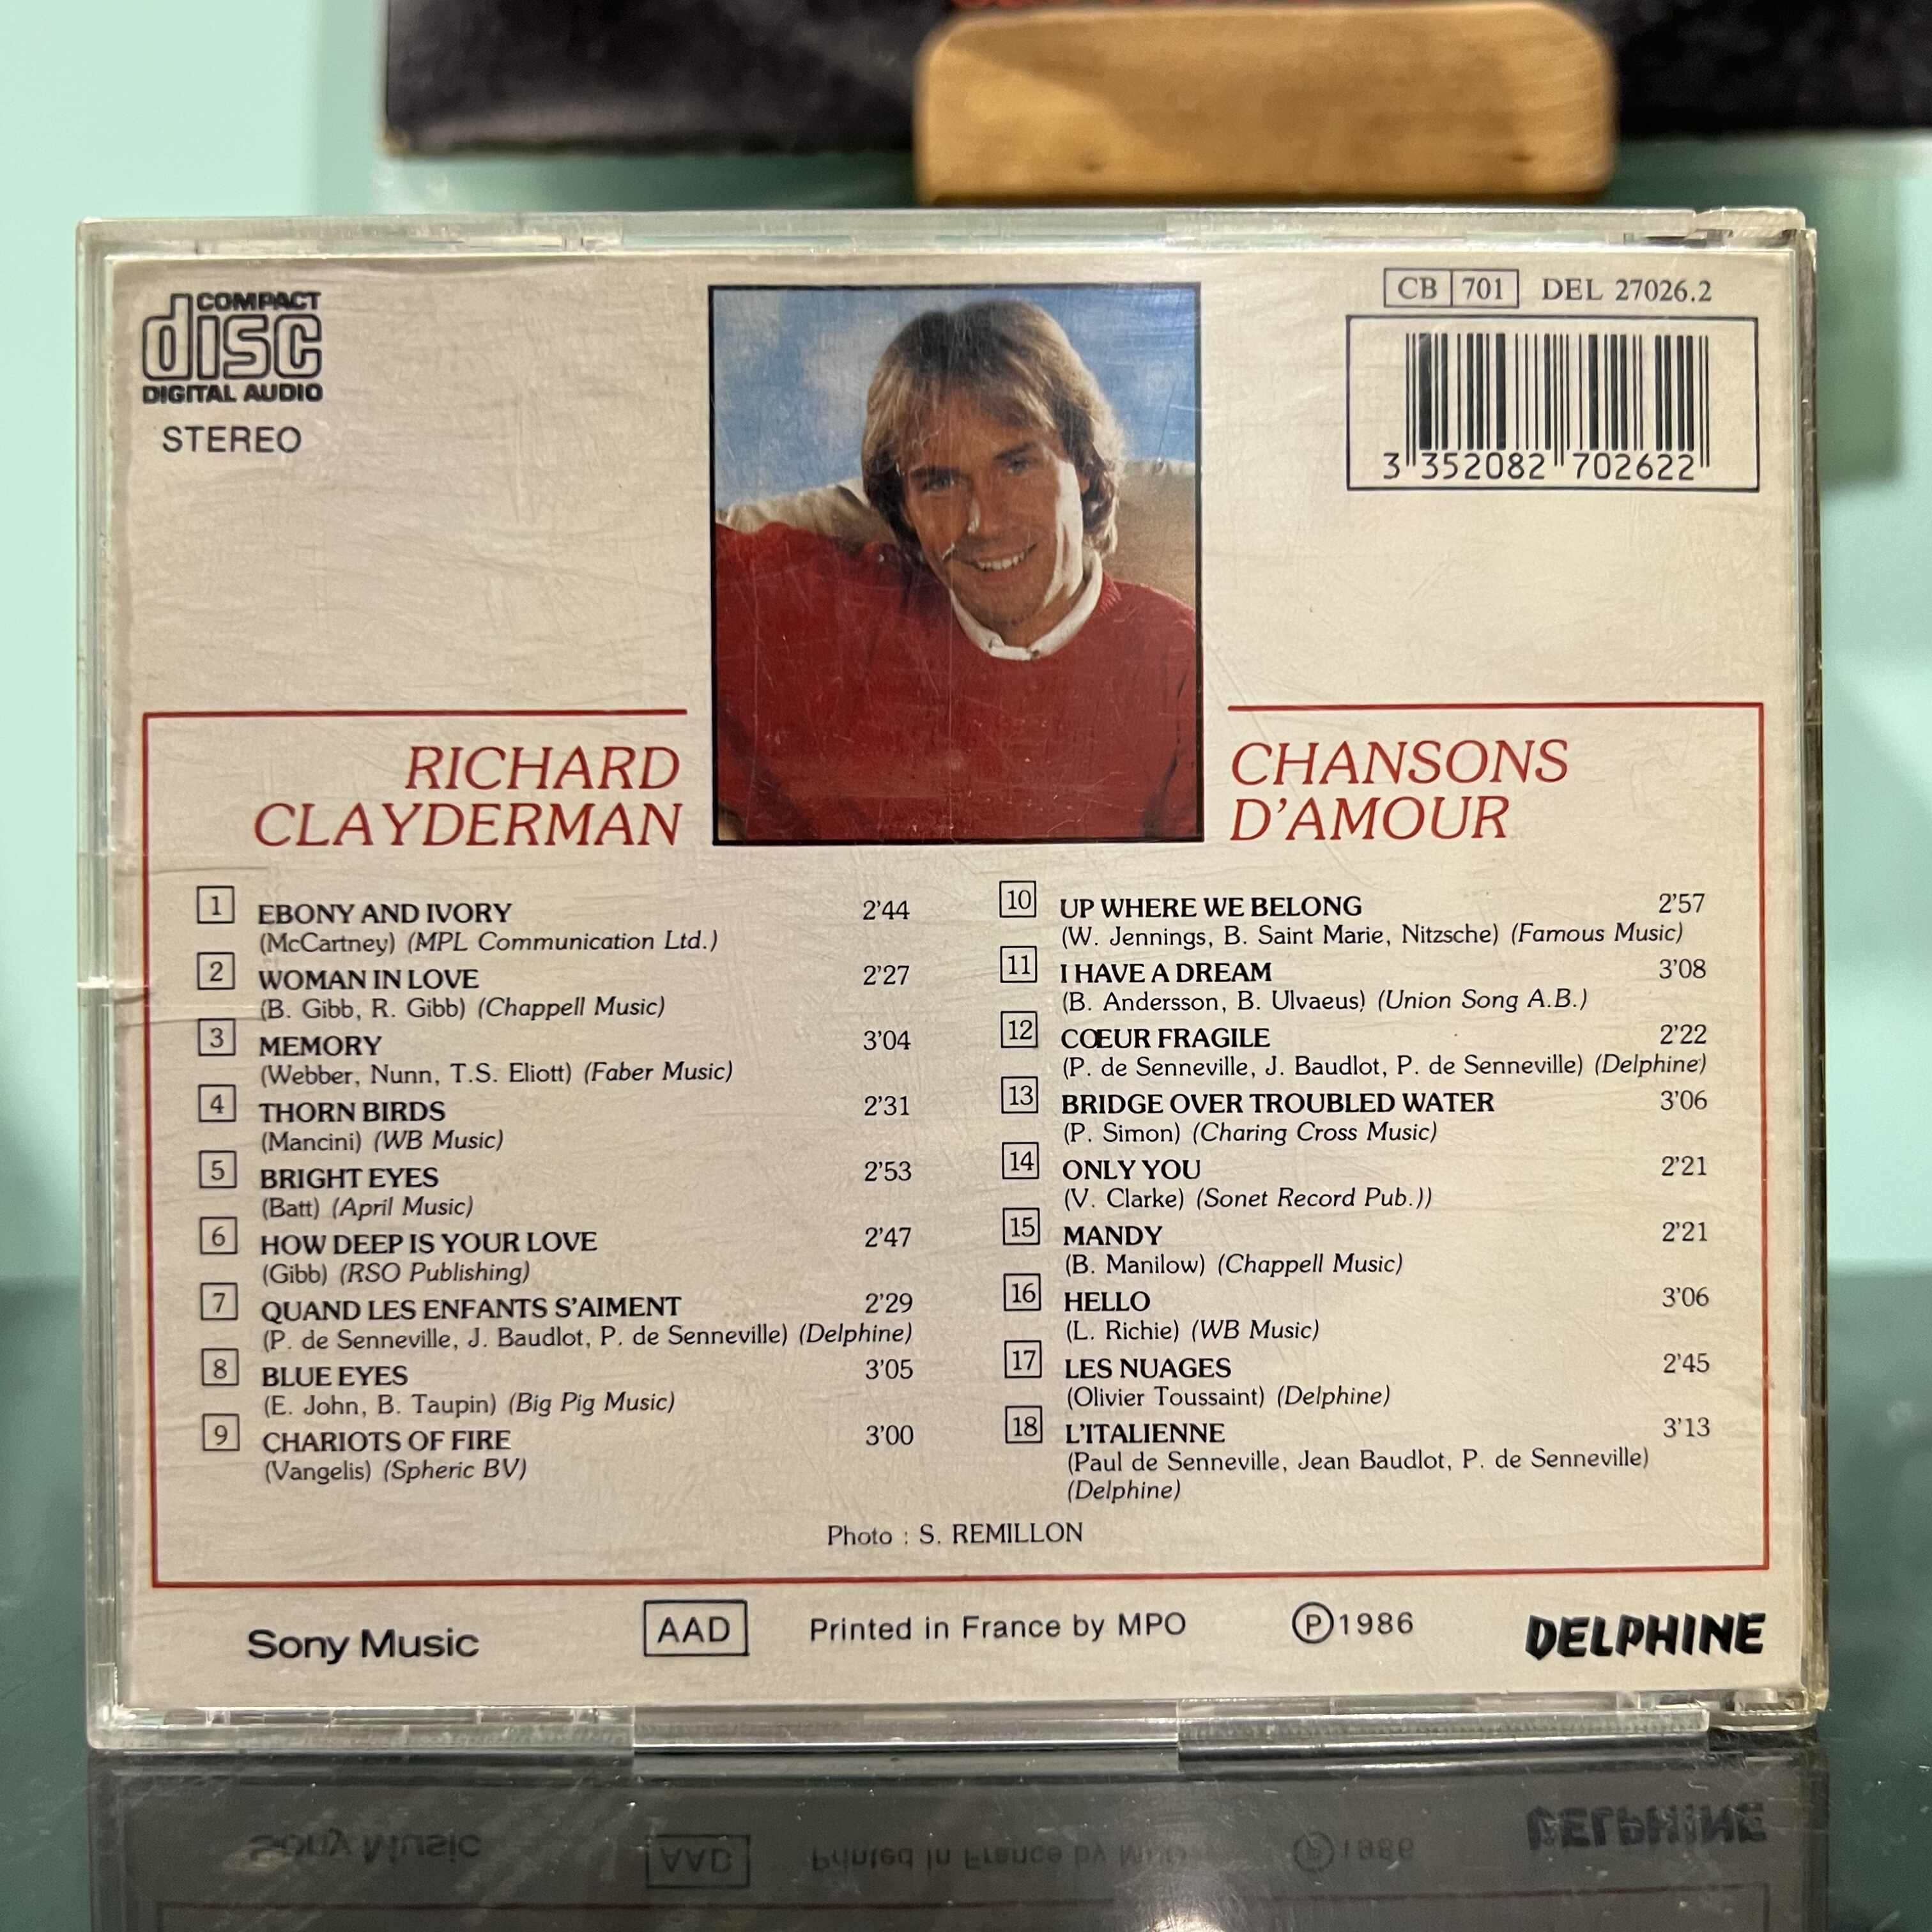 COMPACT
disc
DIGITAL AUDIO
STEREO
CB 701 DEL 27026.2
3 352082 702622
RICHARD
CLAYDERMAN
CHANSONS
D'AMOUR
1 EBONY AND IVORY 2'44
(McCartney) (MPL Communication Ltd.)
2 WOMAN IN LOVE 2'27
(B. Gibb, R. Gibb) (Chappell Music)
3 MEMORY 3'04
(Webber, Nunn, T.S. Eliott) (Faber Music)
4 THORN BIRDS 2'31
(Mancini) (WB Music)
5 BRIGHT EYES 2'53
(Batt) (April Music)
6 HOW DEEP IS YOUR LOVE 2'47
(Gibb) (RSO Publishing)
7 QUAND LES ENFANTS S'AIMENT 2'29
(P. de Senneville, J. Baudlot, P. de Senneville) (Delphine)
8 BLUE EYES 3'05
(E. John, B. Taupin) (Big Pig Music)
9 CHARIOTS OF FIRE 3'00
(Vangelis) (Spheric BV)
10 UP WHERE WE BELONG 2'57
(W. Jennings, B. Saint Marie, Nitzsche) (Famous Music)
11 I HAVE A DREAM 3'08
(B. Andersson, B. Ulvaeus) (Union Song A.B.)
12 CŒUR FRAGILE 2'22
(P. de Senneville, J. Baudlot, P. de Senneville) (Delphine)
13 BRIDGE OVER TROUBLED WATER 3'06
(P. Simon) (Charing Cross Music)
14 ONLY YOU 2'21
(V. Clarke) (Sonet Record Pub.))
15 MANDY 2'21
(B. Manilow) (Chappell Music)
16 HELLO 3'06
(L. Richie) (WB Music)
17 LES NUAGES 2'45
(Olivier Toussaint) (Delphine)
18 L'ITALIENNE 3'13
(Paul de Senneville, Jean Baudlot, P. de Senneville)
(Delphine)
Photo : S. REMILLON
Sony Music AAD Printed in France by MPO ℗1986 DELPHINE